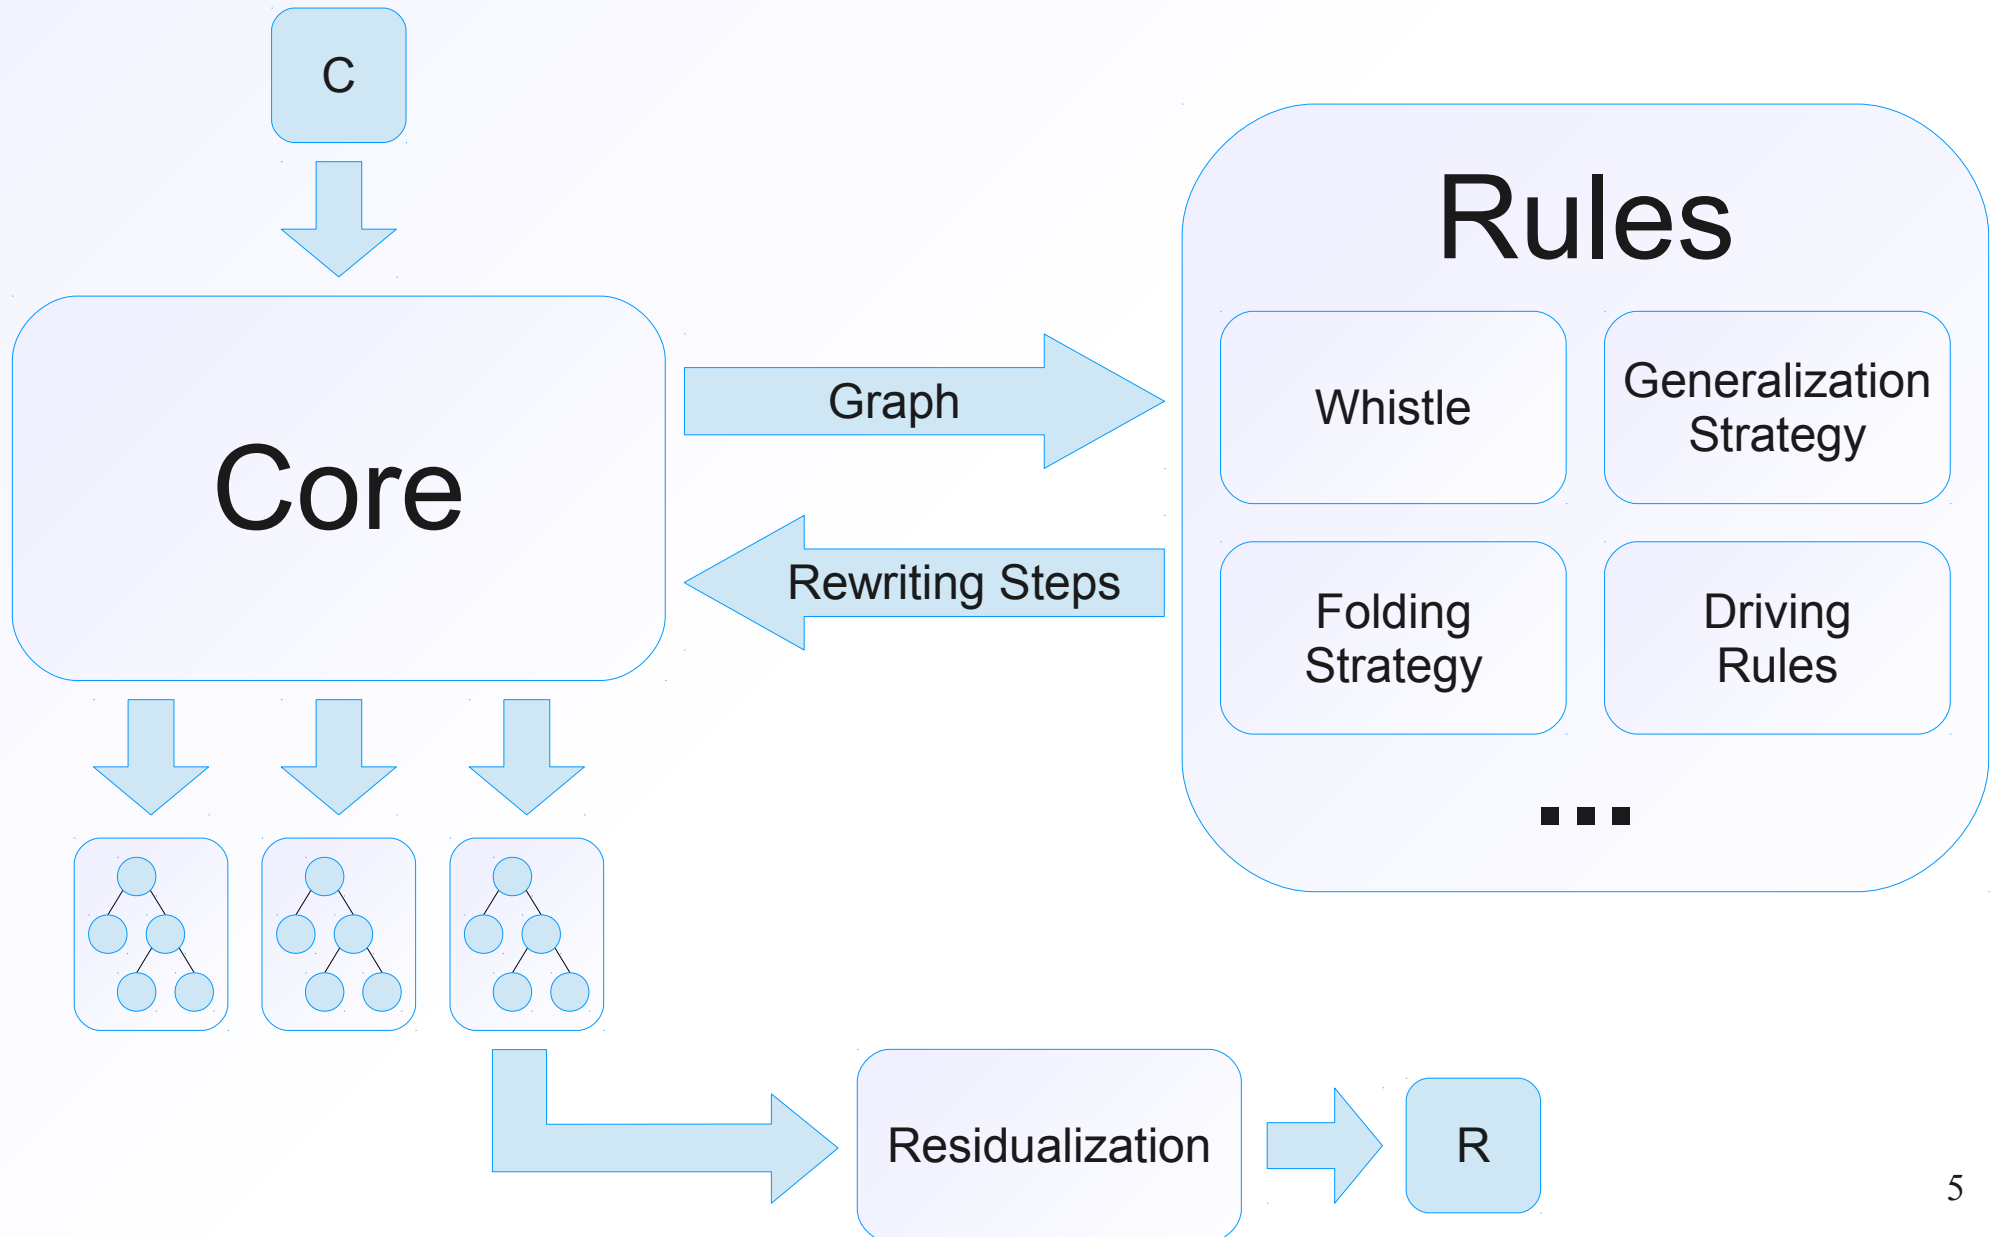 C
Rules
Core
Graph
Rewriting Steps
Whistle
Generalization
Strategy
Folding
Strategy
Driving
Rules
...
Residualization
R
5